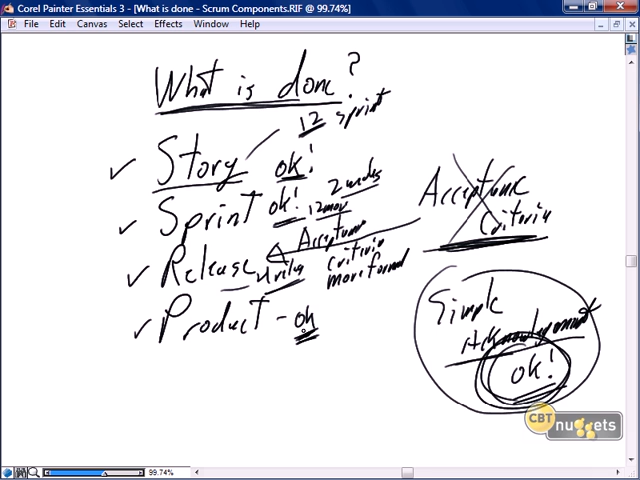 Corel Painter Essentials 3 - [What is done - Scrum Components.RIF @ 99.74%]
File Edit Canvas Select Effects Movie Window Help
What is done?
12 Sprint
Story ok!
Sprint ok! 2 weeks
12 mov
Acceptance
Criteria
Release Acceptance
criteria
more formal
Product - ok
Simple
Acknowledgement
ok!
CBT nuggets
99.74%